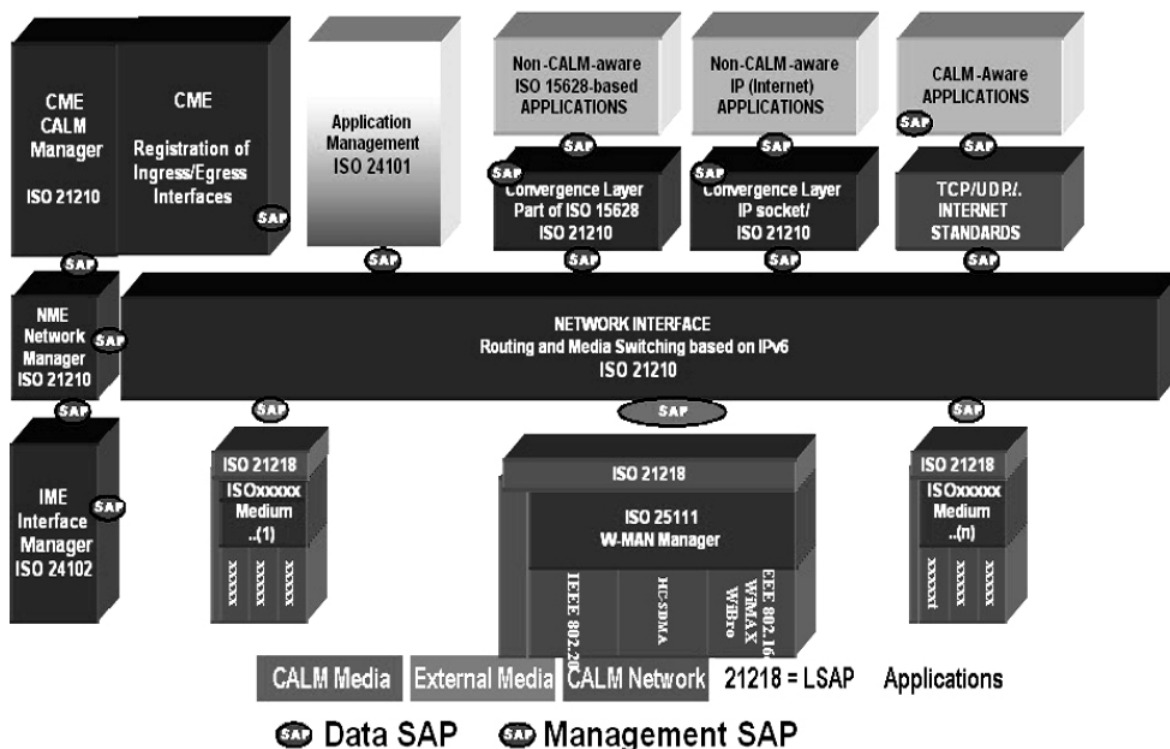 CME
CALM
Manager
ISO 21210
CME
Registration of
Ingress/Egress
Interfaces
SAP
Application
Management
ISO 24101
Non-CALM-aware
ISO 15628-based
APPLICATIONS
SAP
SAP
Convergence Layer
Part of ISO 15628
ISO 21210
Non-CALM-aware
IP (Internet)
APPLICATIONS
SAP
SAP
Convergence Layer
IP socket/
ISO 21210
CALM-Aware
APPLICATIONS
SAP
SAP
TCP/UDP/.
INTERNET
STANDARDS
SAP
SAP
SAP
SAP
SAP
NME
Network
Manager
ISO 21210
SAP
NETWORK INTERFACE
Routing and Media Switching based on IPv6
ISO 21210
SAP
SAP
SAP
SAP
IME
Interface
Manager
ISO 24102
SAP
ISO 21218
ISOxxxxx
Medium
..(1)
xxxxx
xxxxx
xxxxx
ISO 21218
ISO 25111
W-MAN Manager
IEEE 802.20
HC-SDMA
EEE 802.16
WiMAX
WiBro
ISO 21218
ISOxxxxx
Medium
..(n)
xxxxxt
xxxxx
xxxxx
CALM Media
External Media
CALM Network
21218 = LSAP
Applications
SAP Data SAP
SAP Management SAP